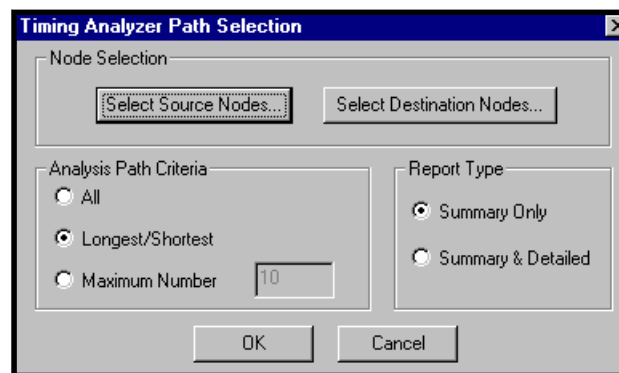 Timing Analyzer Path Selection
Node Selection
Select Source Nodes...
Select Destination Nodes...
Analysis Path Criteria
All
Longest/Shortest
Maximum Number
10
Report Type
Summary Only
Summary & Detailed
OK
Cancel